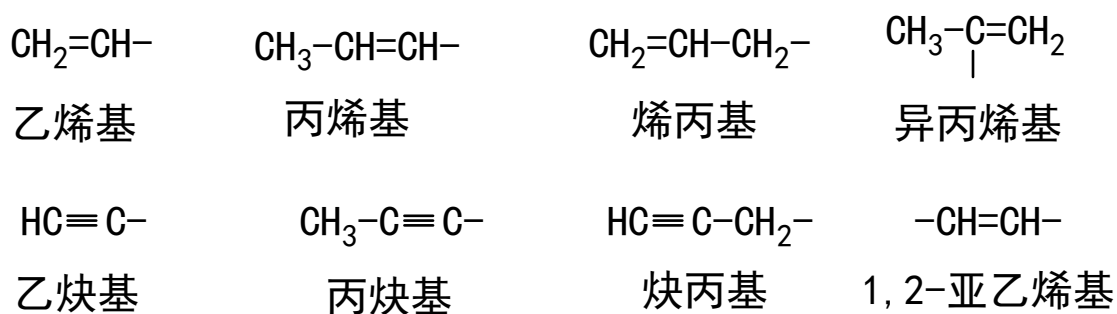 CH₂=CH− CH₃−CH=CH− CH₂=CH−CH₂− CH₃−C=CH₂
乙烯基 丙烯基 烯丙基 异丙烯基
HC≡C− CH₃−C≡C− HC≡C−CH₂− −CH=CH−
乙炔基 丙炔基 炔丙基 1,2-亚乙烯基